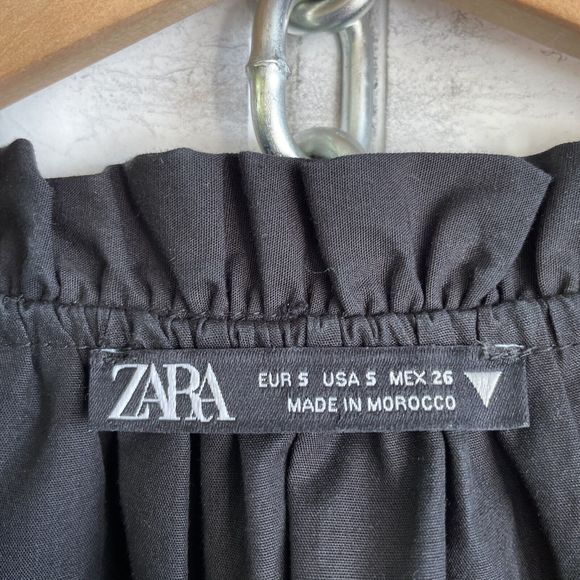 ZARA
EUR S USA S MEX 26
MADE IN MOROCCO